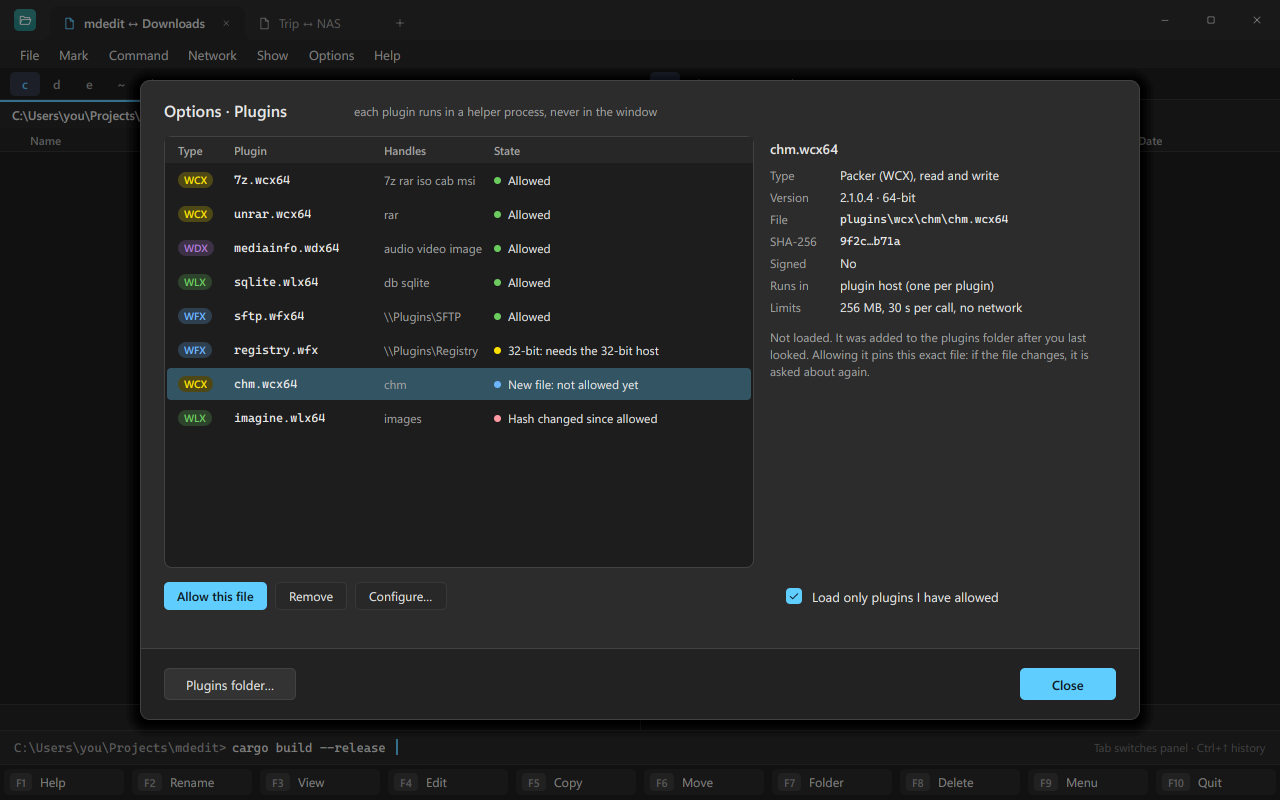 mdedit ↔ Downloads × Trip ↔ NAS +
File Mark Command Network Show Options Help
c d e ~
C:\Users\you\Projects\
Name Date
Options · Plugins each plugin runs in a helper process, never in the window
Type Plugin Handles State
WCX 7z.wcx64 7z rar iso cab msi Allowed
WCX unrar.wcx64 rar Allowed
WDX mediainfo.wdx64 audio video image Allowed
WLX sqlite.wlx64 db sqlite Allowed
WFX sftp.wfx64 \\Plugins\SFTP Allowed
WFX registry.wfx \\Plugins\Registry 32-bit: needs the 32-bit host
WCX chm.wcx64 chm New file: not allowed yet
WLX imagine.wlx64 images Hash changed since allowed
chm.wcx64
Type Packer (WCX), read and write
Version 2.1.0.4 · 64-bit
File plugins\wcx\chm\chm.wcx64
SHA-256 9f2c…b71a
Signed No
Runs in plugin host (one per plugin)
Limits 256 MB, 30 s per call, no network
Not loaded. It was added to the plugins folder after you last
looked. Allowing it pins this exact file: if the file changes, it is
asked about again.
Allow this file Remove Configure... Load only plugins I have allowed
Plugins folder... Close
C:\Users\you\Projects\mdedit> cargo build --release Tab switches panel · Ctrl+↑ history
F1 Help F2 Rename F3 View F4 Edit F5 Copy F6 Move F7 Folder F8 Delete F9 Menu F10 Quit